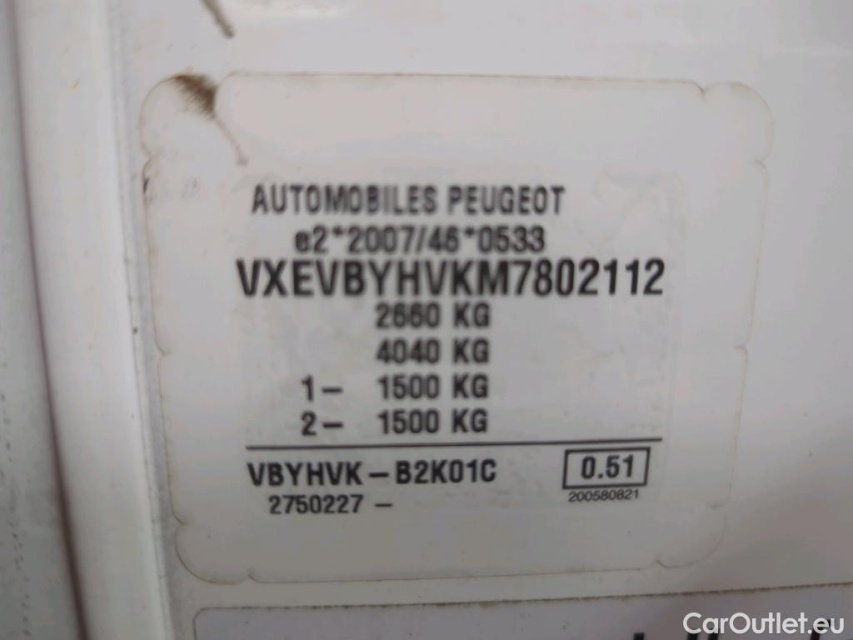 AUTOMOBILES PEUGEOT
e2*2007/46*0533
VXEVBYHVKM7802112
2660 KG
4040 KG
1- 1500 KG
2- 1500 KG
VBYHVK - B2K01C 0.51
2750227 - 200580821
CarOutlet.eu